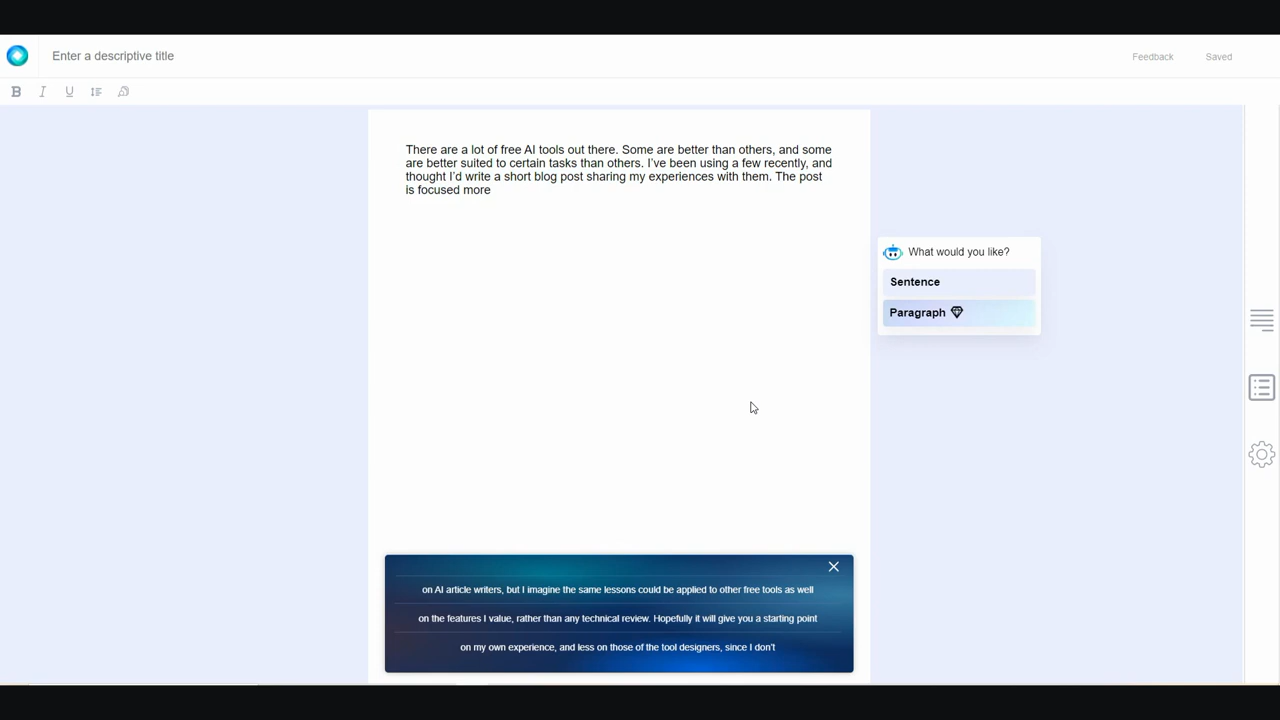 Enter a descriptive title
Feedback
Saved
B I U
There are a lot of free AI tools out there. Some are better than others, and some
are better suited to certain tasks than others. I’ve been using a few recently, and
thought I’d write a short blog post sharing my experiences with them. The post
is focused more
What would you like?
Sentence
Paragraph
on AI article writers, but I imagine the same lessons could be applied to other free tools as well
on the features I value, rather than any technical review. Hopefully it will give you a starting point
on my own experience, and less on those of the tool designers, since I don’t